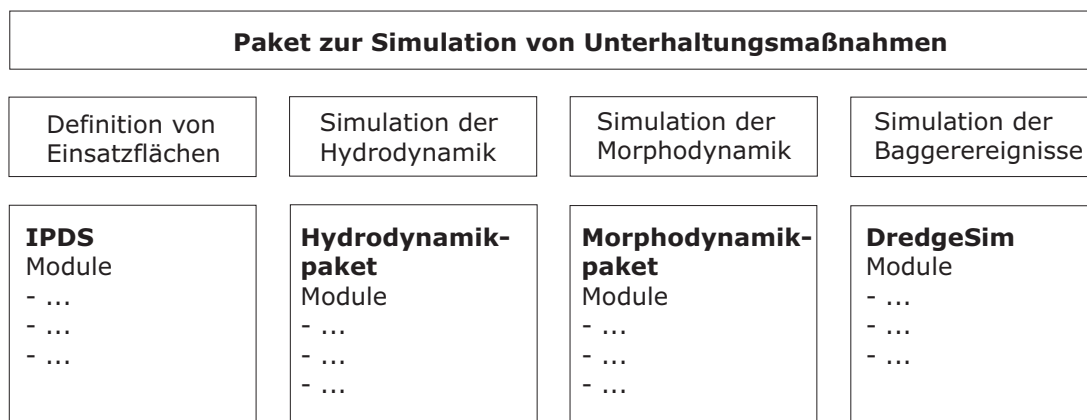 Paket zur Simulation von Unterhaltungsmaßnahmen
Definition von
Einsatzflächen
Simulation der
Hydrodynamik
Simulation der
Morphodynamik
Simulation der
Baggerereignisse
IPDS
Module
- ...
- ...
- ...
Hydrodynamik-
paket
Module
- ...
- ...
- ...
Morphodynamik-
paket
Module
- ...
- ...
- ...
DredgeSim
Module
- ...
- ...
- ...